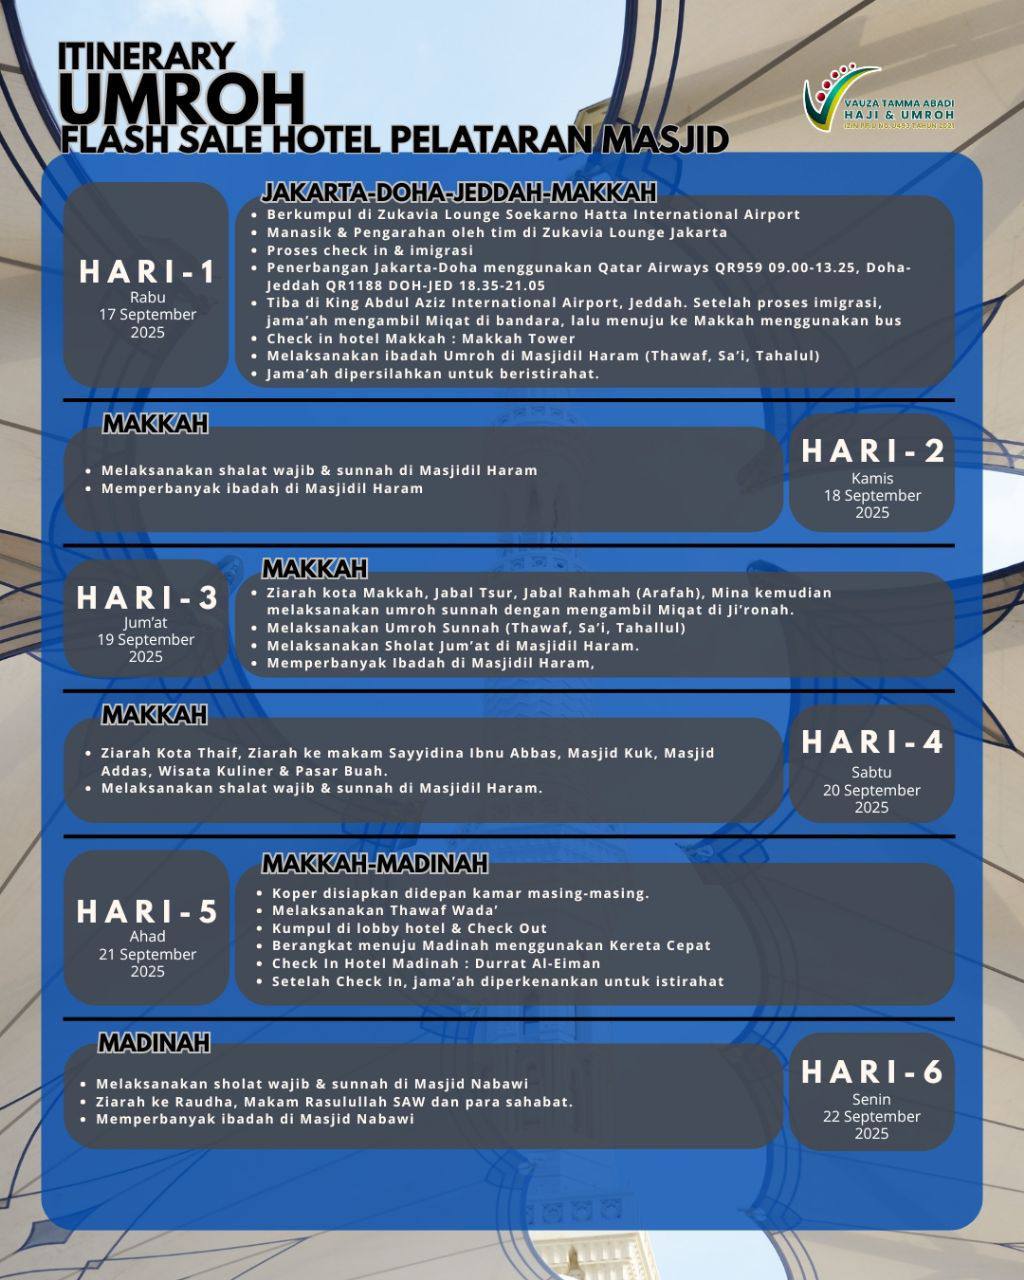 ITINERARY
UMROH
FLASH SALE HOTEL PELATARAN MASJID
VAUZA TAMMA ABADI
HAJI & UMROH
JAKARTA-DOHA-JEDDAH-MAKKAH
HARI-1
Rabu
17 September
2025
• Berkumpul di Zukavia Lounge Soekarno Hatta International Airport
• Manasik & Pengarahan oleh tim di Zukavia Lounge Jakarta
• Proses check in & imigrasi
• Penerbangan Jakarta-Doha menggunakan Qatar Airways QR959 09.00-13.25, Doha-
Jeddah QR1188 DOH-JED 18.35-21.05
• Tiba di King Abdul Aziz International Airport, Jeddah. Setelah proses imigrasi,
jama’ah mengambil Miqat di bandara, lalu menuju ke Makkah menggunakan bus
• Check in hotel Makkah : Makkah Tower
• Melaksanakan ibadah Umroh di Masjidil Haram (Thawaf, Sa’i, Tahalul)
• Jama’ah dipersilahkan untuk beristirahat.
MAKKAH
• Melaksanakan shalat wajib & sunnah di Masjidil Haram
• Memperbanyak ibadah di Masjidil Haram
HARI-2
Kamis
18 September
2025
MAKKAH
HARI-3
Jum’at
19 September
2025
• Ziarah kota Makkah, Jabal Tsur, Jabal Rahmah (Arafah), Mina kemudian
melaksanakan umroh sunnah dengan mengambil Miqat di Ji’ronah.
• Melaksanakan Umroh Sunnah (Thawaf, Sa’i, Tahallul)
• Melaksanakan Sholat Jum’at di Masjidil Haram.
• Memperbanyak Ibadah di Masjidil Haram,
MAKKAH
• Ziarah Kota Thaif, Ziarah ke makam Sayyidina Ibnu Abbas, Masjid Kuk, Masjid
Addas, Wisata Kuliner & Pasar Buah.
• Melaksanakan shalat wajib & sunnah di Masjidil Haram.
HARI-4
Sabtu
20 September
2025
MAKKAH-MADINAH
HARI-5
Ahad
21 September
2025
• Koper disiapkan didepan kamar masing-masing.
• Melaksanakan Thawaf Wada’
• Kumpul di lobby hotel & Check Out
• Berangkat menuju Madinah menggunakan Kereta Cepat
• Check In Hotel Madinah : Durrat Al-Eiman
• Setelah Check In, jama’ah diperkenankan untuk istirahat
MADINAH
• Melaksanakan sholat wajib & sunnah di Masjid Nabawi
• Ziarah ke Raudha, Makam Rasulullah SAW dan para sahabat.
• Memperbanyak ibadah di Masjid Nabawi
HARI-6
Senin
22 September
2025